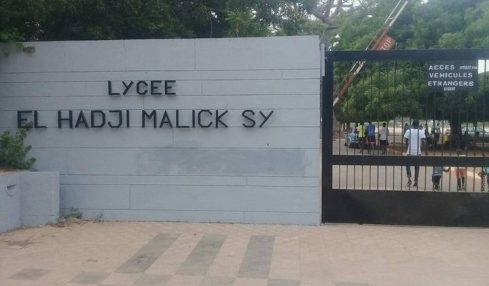 LYCEE
EL HADJI MALICK SY
ACCES
VEHICULES
ETRANGERS